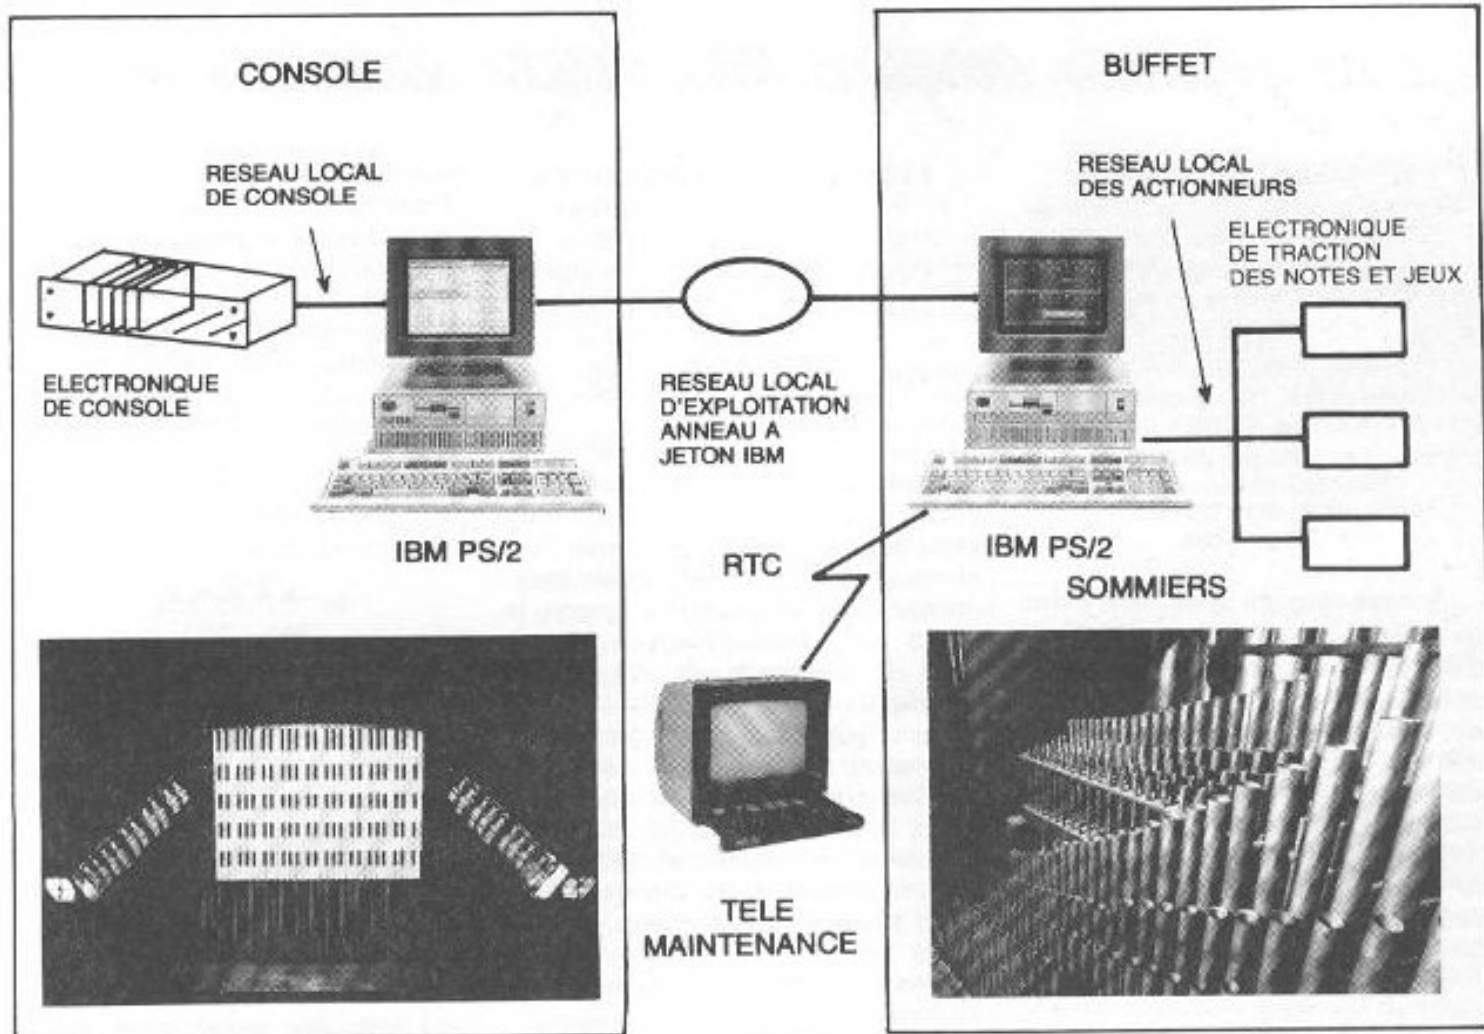 CONSOLE
RESEAU LOCAL
DE CONSOLE
ELECTRONIQUE
DE CONSOLE
IBM PS/2
RESEAU LOCAL
D'EXPLOITATION
ANNEAU A
JETON IBM
RTC
TELE
MAINTENANCE
BUFFET
RESEAU LOCAL
DES ACTIONNEURS
ELECTRONIQUE
DE TRACTION
DES NOTES ET JEUX
IBM PS/2
SOMMIERS